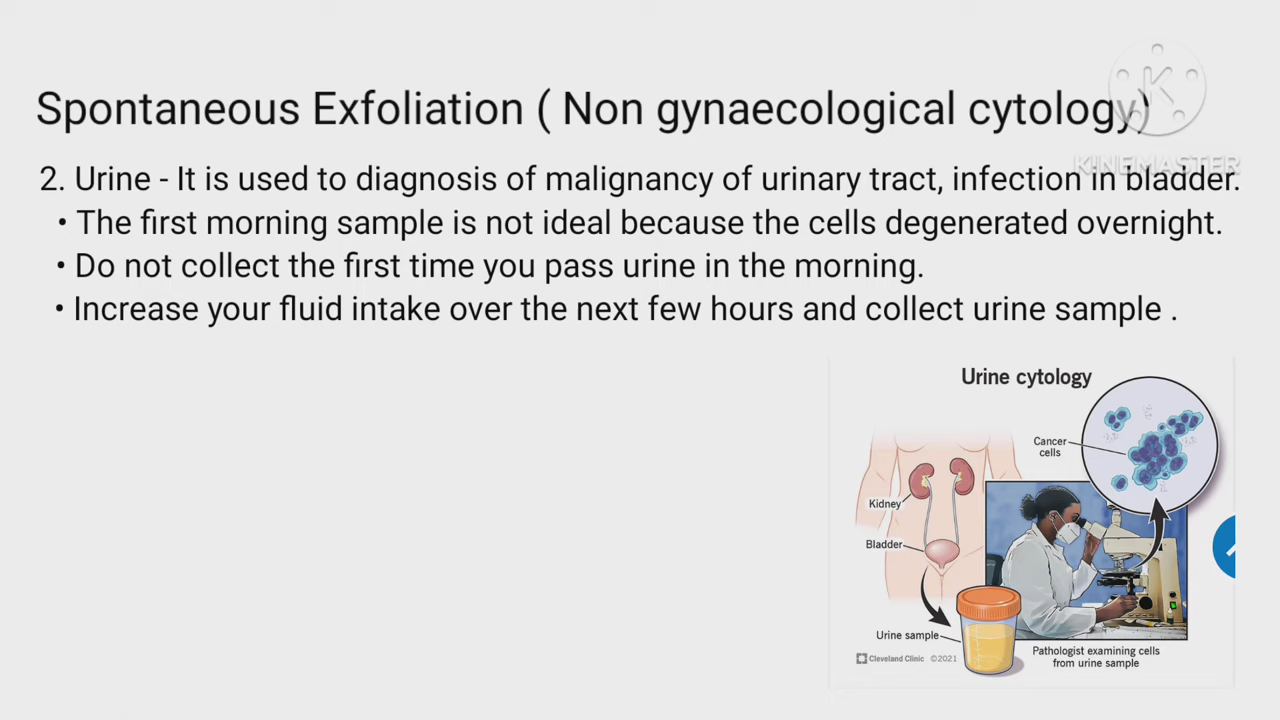 Spontaneous Exfoliation ( Non gynaecological cytology)
KINEMASTER
2. Urine - It is used to diagnosis of malignancy of urinary tract, infection in bladder.
• The first morning sample is not ideal because the cells degenerated overnight.
• Do not collect the first time you pass urine in the morning.
• Increase your fluid intake over the next few hours and collect urine sample .
Urine cytology
Cancer
cells
Kidney
Bladder
Urine sample
Cleveland Clinic ©2021
Pathologist examining cells
from urine sample